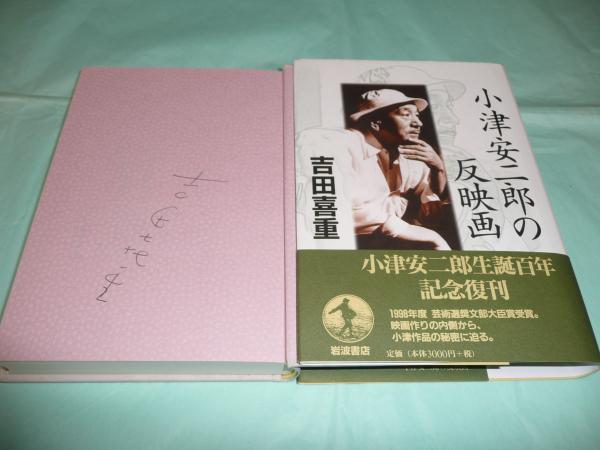 吉田喜重
小津安二郎の
反映画
吉田喜重
小津安二郎生誕百年
記念復刊
1998年度 芸術選奨文部大臣賞受賞。
映画作りの内側から、
小津作品の秘密に迫る。
岩波書店
定価（本体3000円+税）